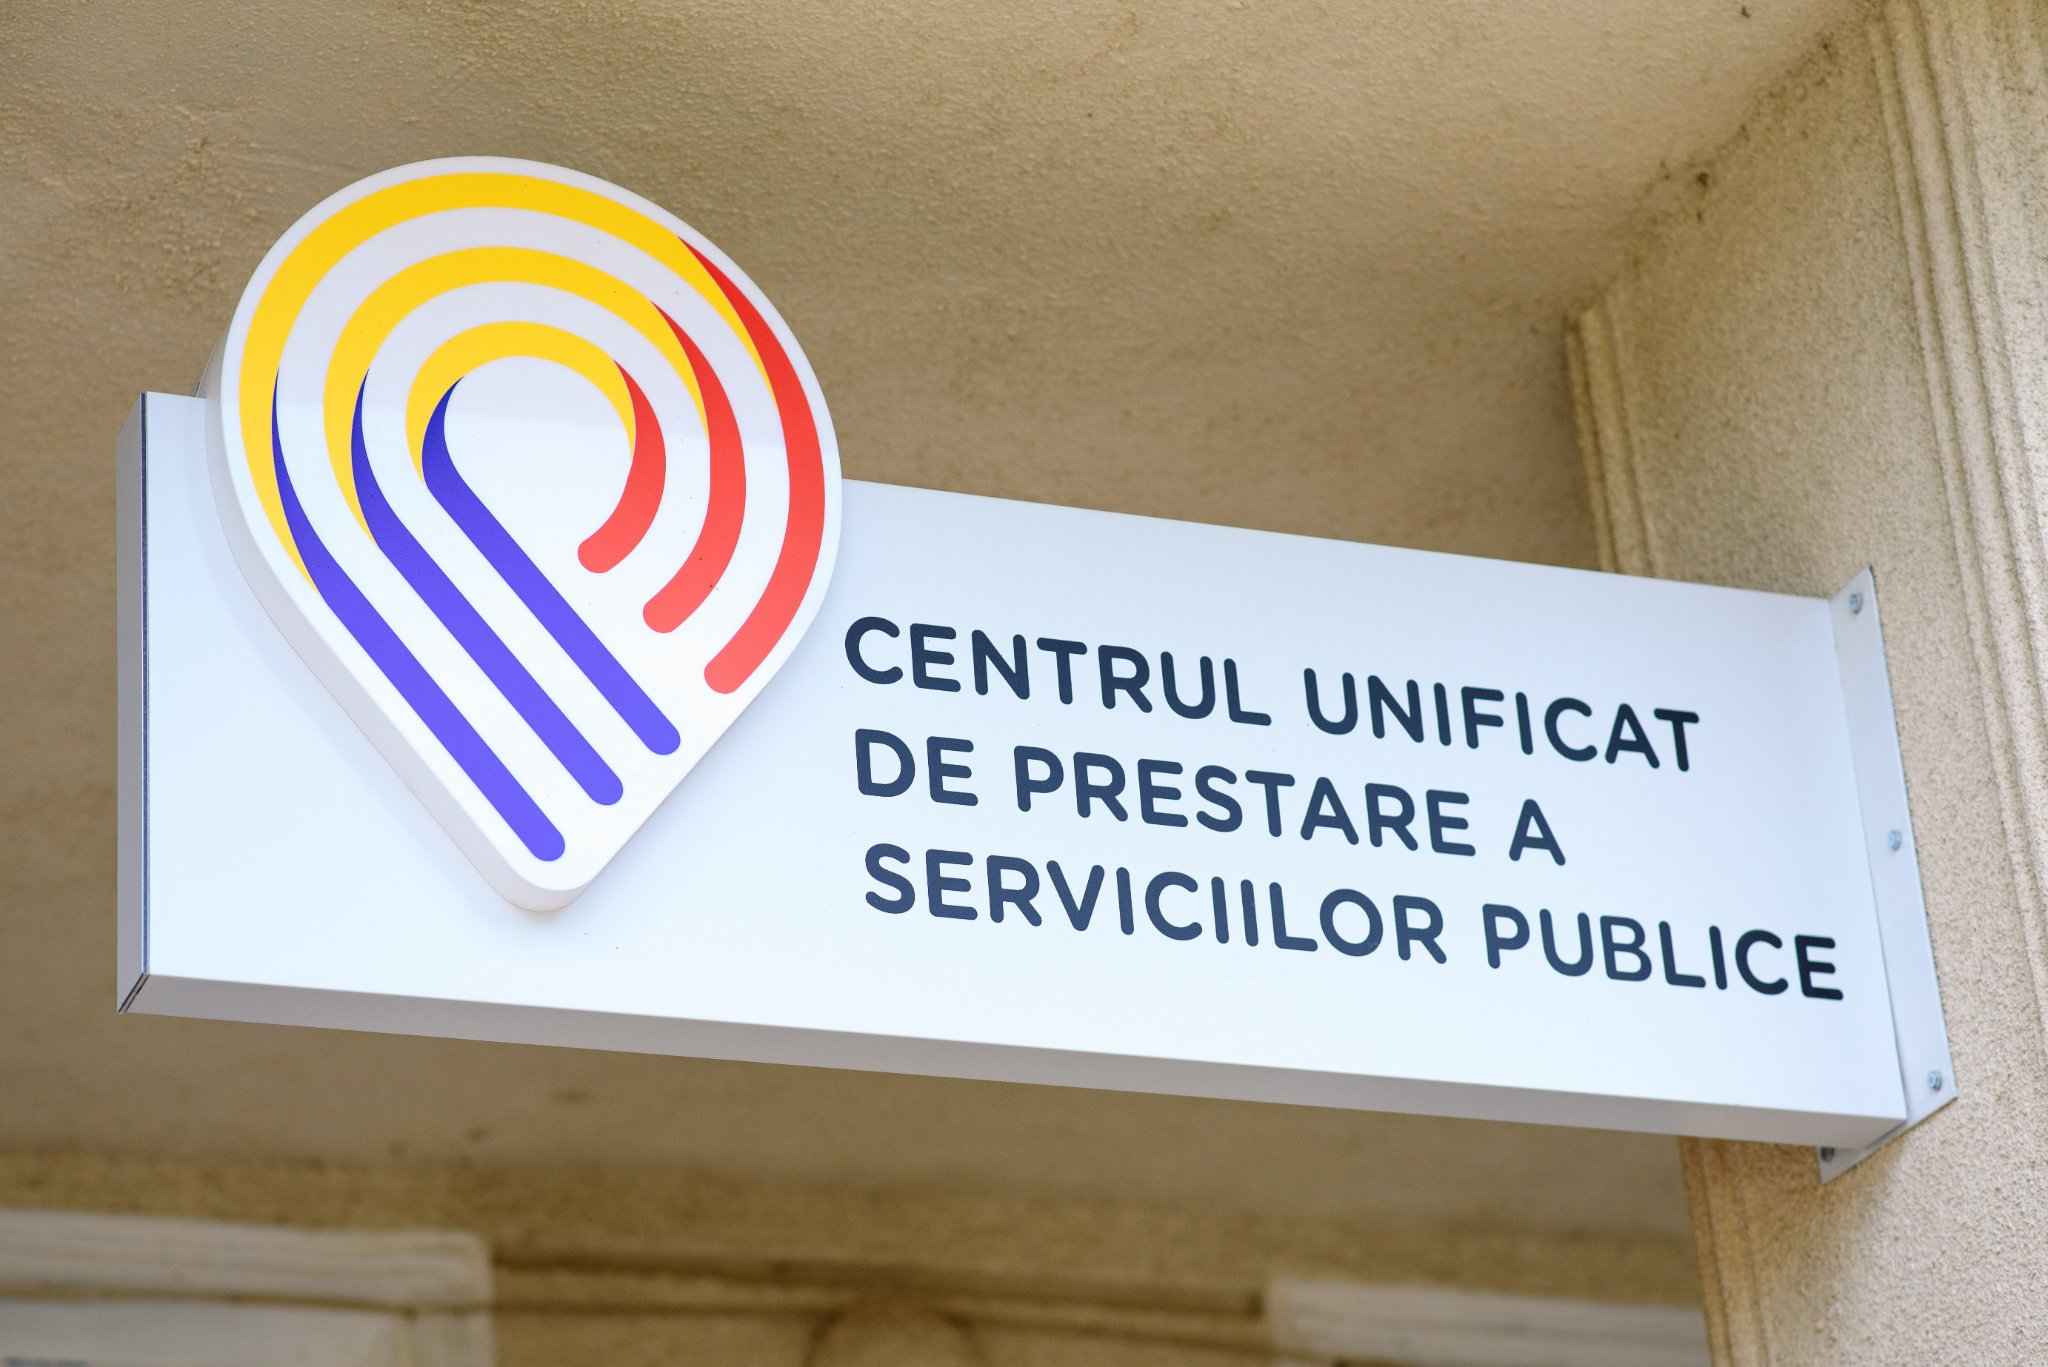 CENTRUL UNIFICAT
DE PRESTARE A
SERVICIILOR PUBLICE